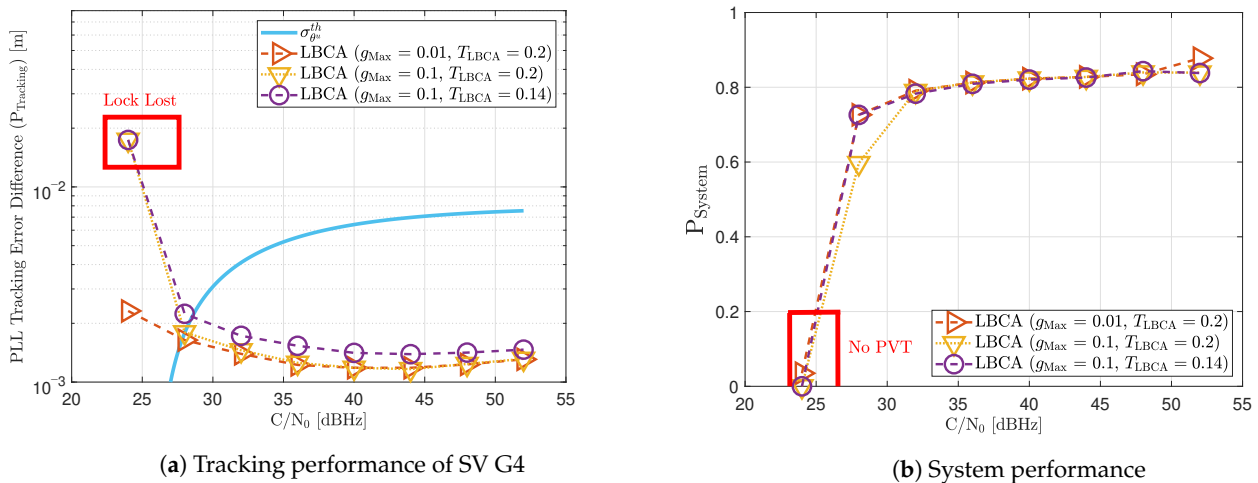 PLL Tracking Error Difference (P_Tracking) [m]
10^-2
10^-3
Lock Lost
σ^th_θ^u
LBCA (g_Max = 0.01, T_LBCA = 0.2)
LBCA (g_Max = 0.1, T_LBCA = 0.2)
LBCA (g_Max = 0.1, T_LBCA = 0.14)
20 25 30 35 40 45 50 55
C/N_0 [dBHz]
(a) Tracking performance of SV G4
P_System
1
0.8
0.6
0.4
0.2
0
No PVT
LBCA (g_Max = 0.01, T_LBCA = 0.2)
LBCA (g_Max = 0.1, T_LBCA = 0.2)
LBCA (g_Max = 0.1, T_LBCA = 0.14)
20 25 30 35 40 45 50 55
C/N_0 [dBHz]
(b) System performance